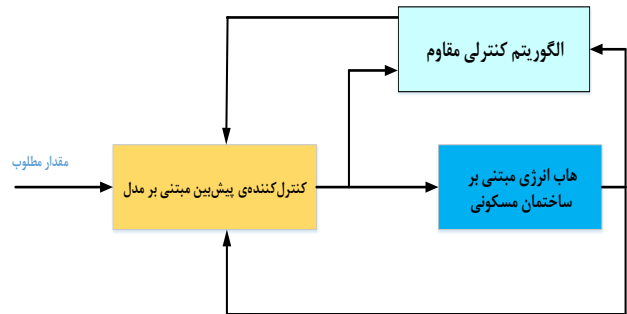 الگوریتم کنترلی مقاوم
مقدار مطلوب
کنترل‌کننده‌ی پیش‌بین مبتنی بر مدل
هاب انرژی مبتنی بر
ساختمان مسکونی